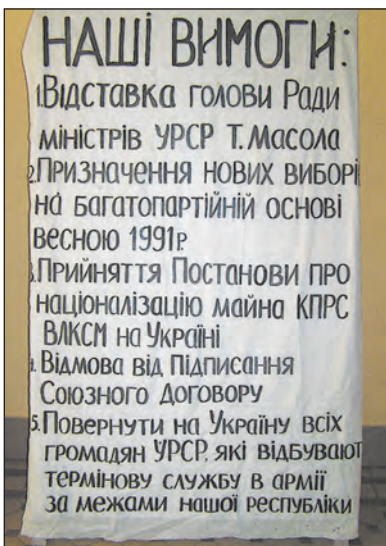 НАШІ ВИМОГИ:
1.ВІДСТАВКА ГОЛОВИ РАДИ
МІНІСТРІВ УРСР Т.МАСОЛА
2.ПРИЗНАЧЕННЯ НОВИХ ВИБОРІ
НА БАГАТОПАРТІЙНІЙ ОСНОВІ
ВЕСНОЮ 1991Р.
3.ПРИЙНЯТТЯ ПОСТАНОВИ ПРО
НАЦІОНАЛІЗАЦІЮ МАЙНА КПРС
ВЛКСМ НА УКРАЇНІ
4. ВІДМОВА ВІД ПІДПИСАННЯ
СОЮЗНОГО ДОГОВОРУ
5.ПОВЕРНУТИ НА УКРАЇНУ ВСІХ
ГРОМАДЯН УРСР, ЯКІ ВІДБУВАЮТ
ТЕРМІНОВУ СЛУЖБУ В АРМІЇ
ЗА МЕЖАМИ НАШОЇ РЕСПУБЛІКИ